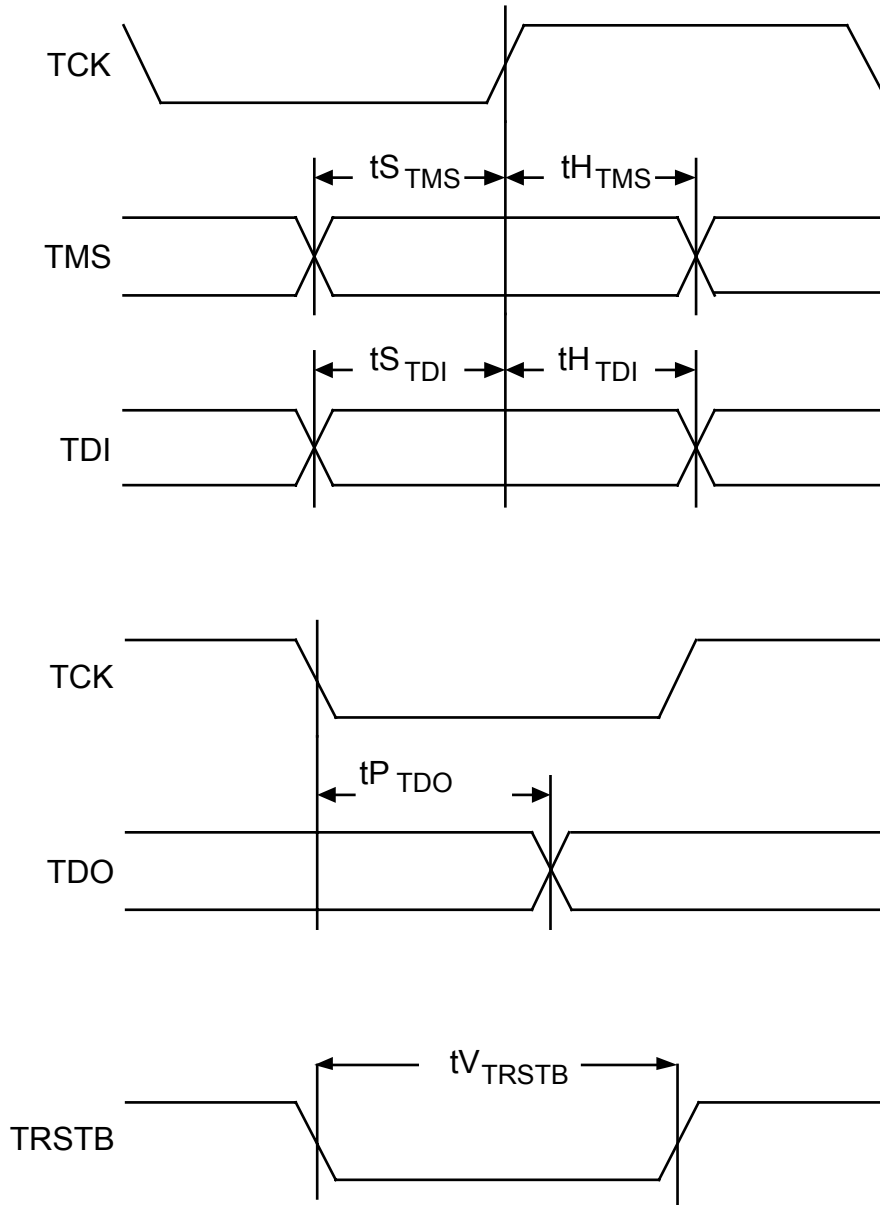 TCK
tS TMS
tH TMS
TMS
tS TDI
tH TDI
TDI
TCK
tP TDO
TDO
tV TRSTB
TRSTB